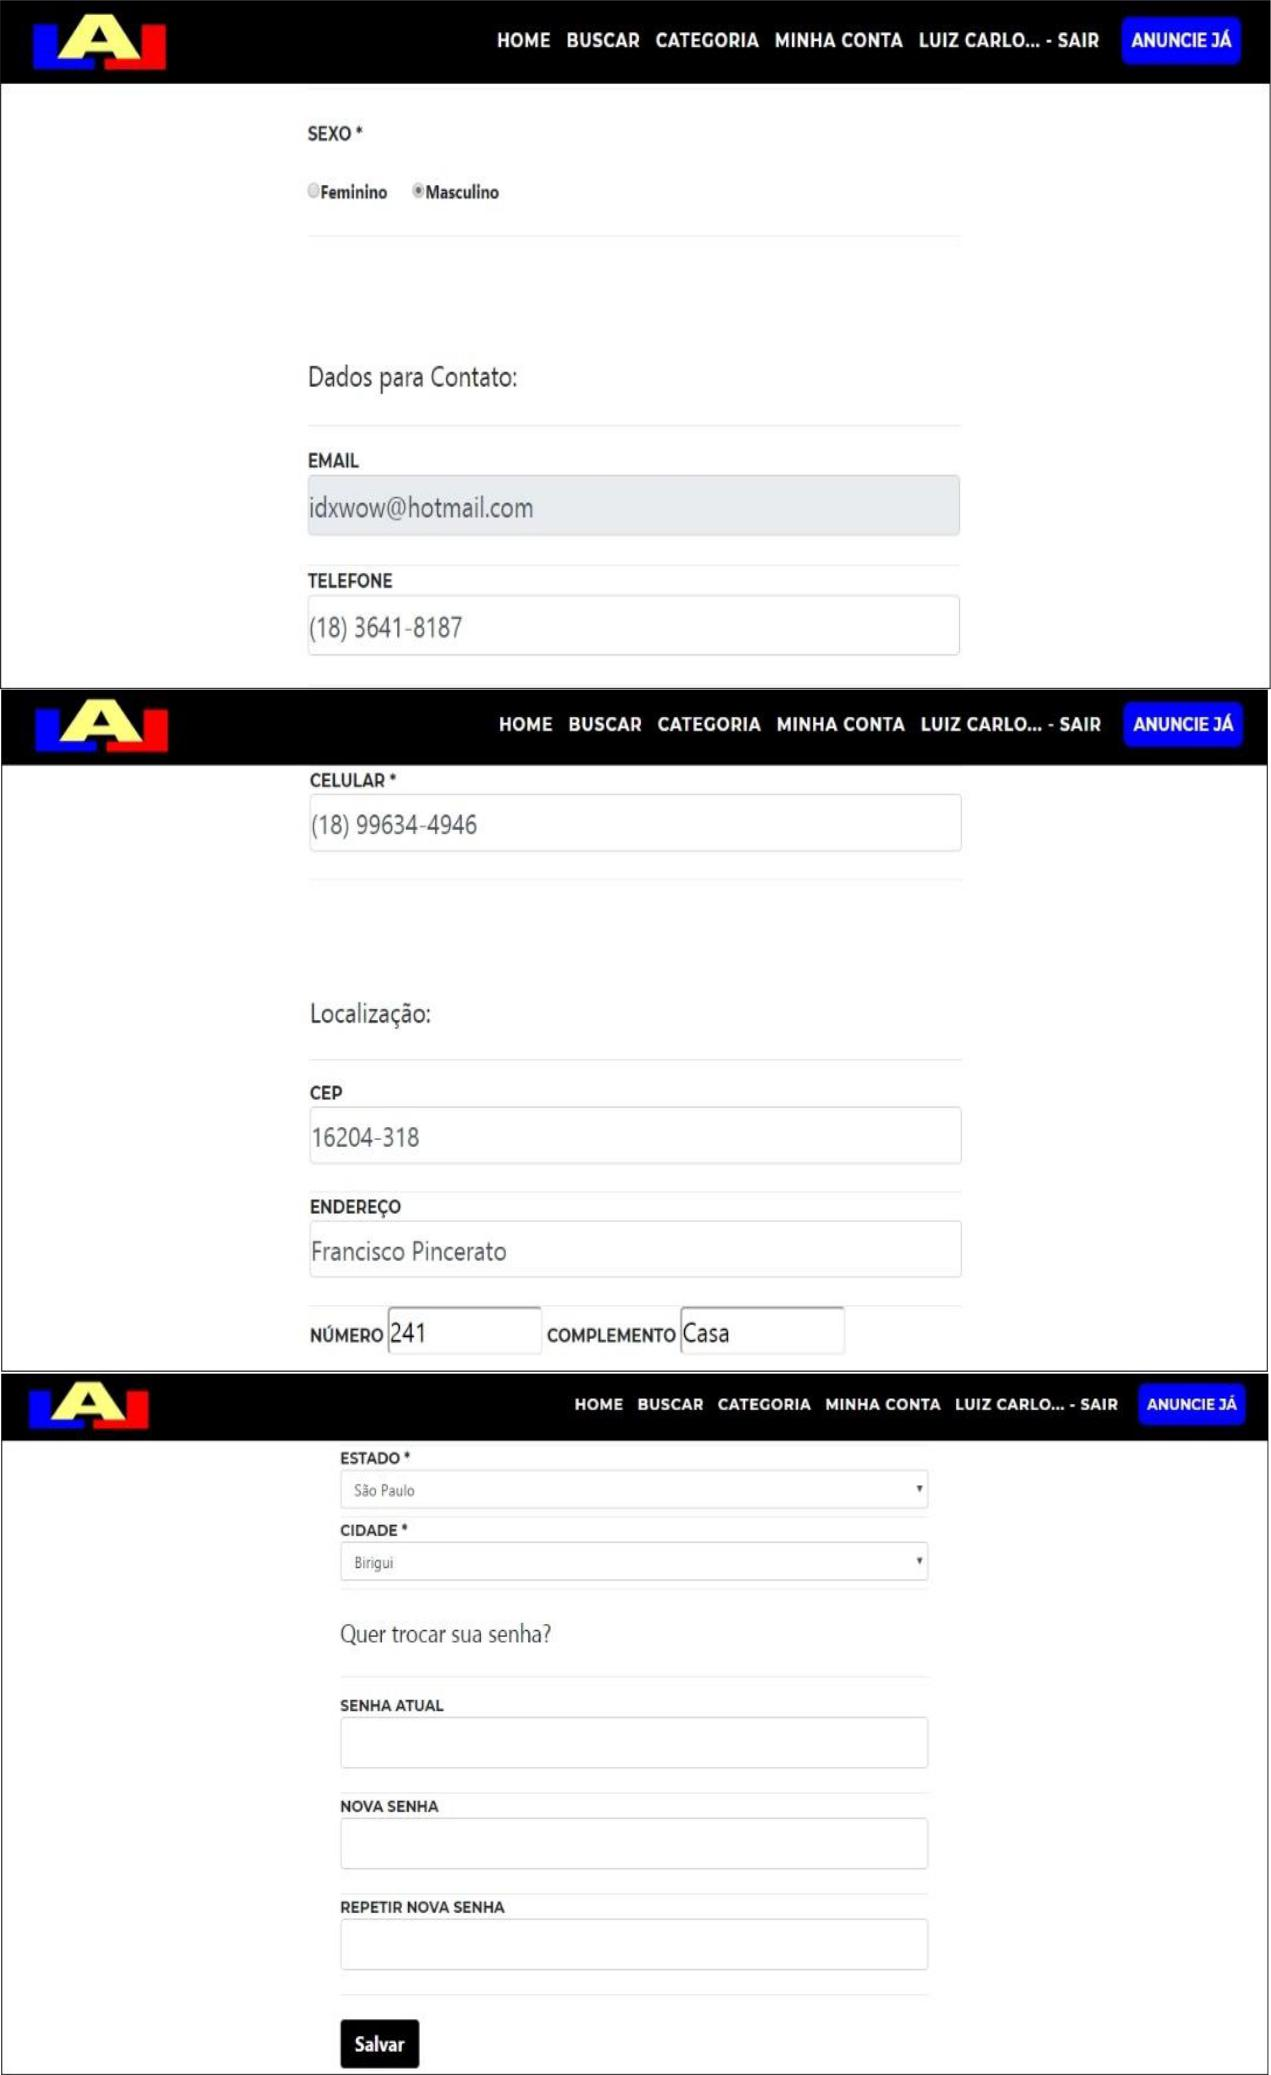 LAJ
HOME BUSCAR CATEGORIA MINHA CONTA LUIZ CARLO... - SAIR ANUNCIE JÁ
SEXO *
Feminino Masculino
Dados para Contato:
EMAIL
idxwow@hotmail.com
TELEFONE
(18) 3641-8187
LAJ
HOME BUSCAR CATEGORIA MINHA CONTA LUIZ CARLO... - SAIR ANUNCIE JÁ
CELULAR *
(18) 99634-4946
Localização:
CEP
16204-318
ENDEREÇO
Francisco Pincerato
NÚMERO 241 COMPLEMENTO Casa
LAJ
HOME BUSCAR CATEGORIA MINHA CONTA LUIZ CARLO... - SAIR ANUNCIE JÁ
ESTADO *
São Paulo
CIDADE *
Birigui
Quer trocar sua senha?
SENHA ATUAL
NOVA SENHA
REPETIR NOVA SENHA
Salvar